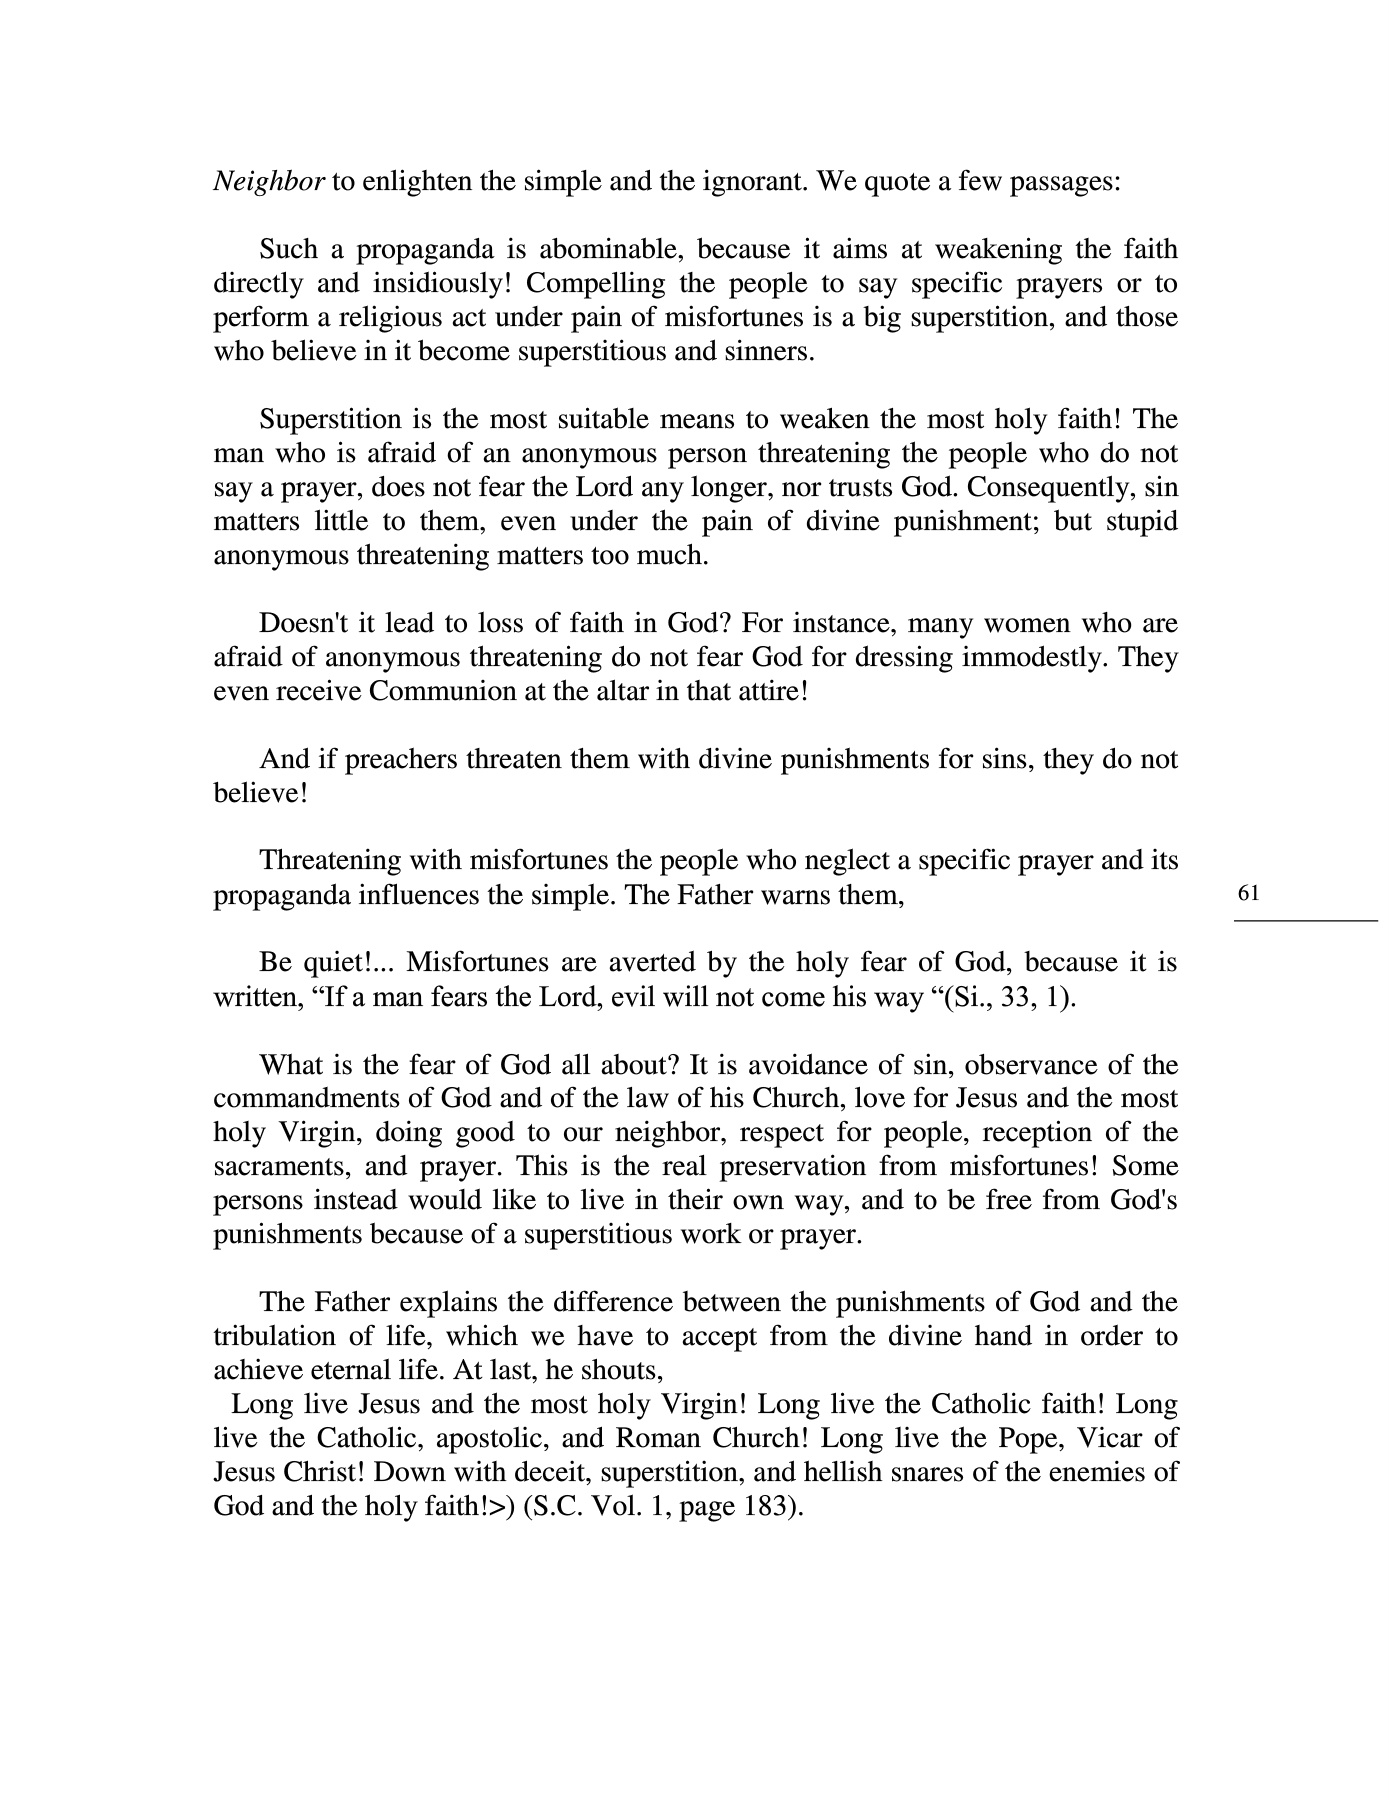 Neighbor to enlighten the simple and the ignorant. We quote a few passages:
Such a propaganda is abominable, because it aims at weakening the faith
directly and insidiously! Compelling the people to say specific prayers or to
perform a religious act under pain of misfortunes is a big superstition, and those
who believe in it become superstitious and sinners.
Superstition is the most suitable means to weaken the most holy faith! The
man who is afraid of an anonymous person threatening the people who do not
say a prayer, does not fear the Lord any longer, nor trusts God. Consequently, sin
matters little to them, even under the pain of divine punishment; but stupid
anonymous threatening matters too much.
Doesn't it lead to loss of faith in God? For instance, many women who are
afraid of anonymous threatening do not fear God for dressing immodestly. They
even receive Communion at the altar in that attire!
And if preachers threaten them with divine punishments for sins, they do not
believe!
Threatening with misfortunes the people who neglect a specific prayer and its
propaganda influences the simple. The Father warns them,
61
Be quiet!... Misfortunes are averted by the holy fear of God, because it is
written, “If a man fears the Lord, evil will not come his way “(Si., 33, 1).
What is the fear of God all about? It is avoidance of sin, observance of the
commandments of God and of the law of his Church, love for Jesus and the most
holy Virgin, doing good to our neighbor, respect for people, reception of the
sacraments, and prayer. This is the real preservation from misfortunes! Some
persons instead would like to live in their own way, and to be free from God's
punishments because of a superstitious work or prayer.
The Father explains the difference between the punishments of God and the
tribulation of life, which we have to accept from the divine hand in order to
achieve eternal life. At last, he shouts,
Long live Jesus and the most holy Virgin! Long live the Catholic faith! Long
live the Catholic, apostolic, and Roman Church! Long live the Pope, Vicar of
Jesus Christ! Down with deceit, superstition, and hellish snares of the enemies of
God and the holy faith!>) (S.C. Vol. 1, page 183).